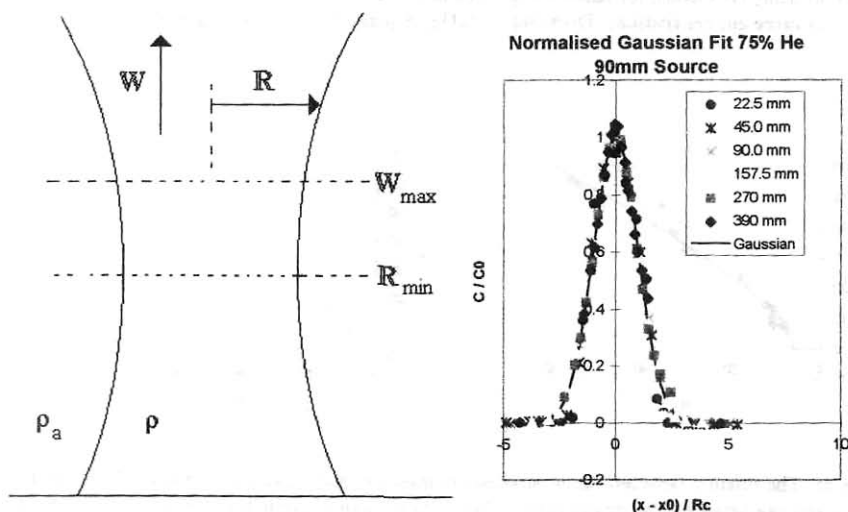 W
R
W max
R min
ρa
ρ
Normalised Gaussian Fit 75% He
90mm Source
1.2
1
0.8
0.6
0.4
0.2
0
-0.2
-5
0
5
10
C / C0
(x - x0) / Rc
22.5 mm
45.0 mm
90.0 mm
157.5 mm
270 mm
390 mm
Gaussian